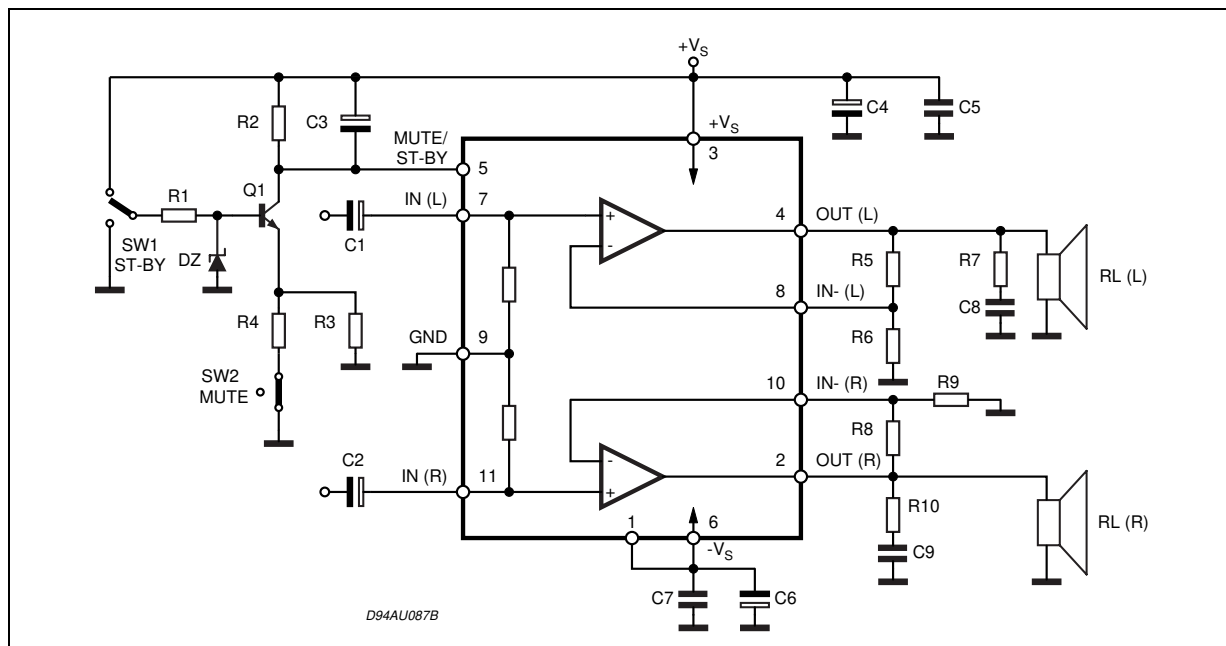 +VS
R2
C3
C4
C5
MUTE/
ST-BY
+VS
3
5
R1
Q1
IN (L)
7
C1
4
OUT (L)
SW1
ST-BY
DZ
+
-
R5
R7
RL (L)
8
IN- (L)
C8
R4
R3
GND
9
R6
SW2
MUTE
10
IN- (R)
R9
R8
C2
IN (R)
11
-
+
2
OUT (R)
R10
RL (R)
1
6
-VS
C9
C7
C6
D94AU087B